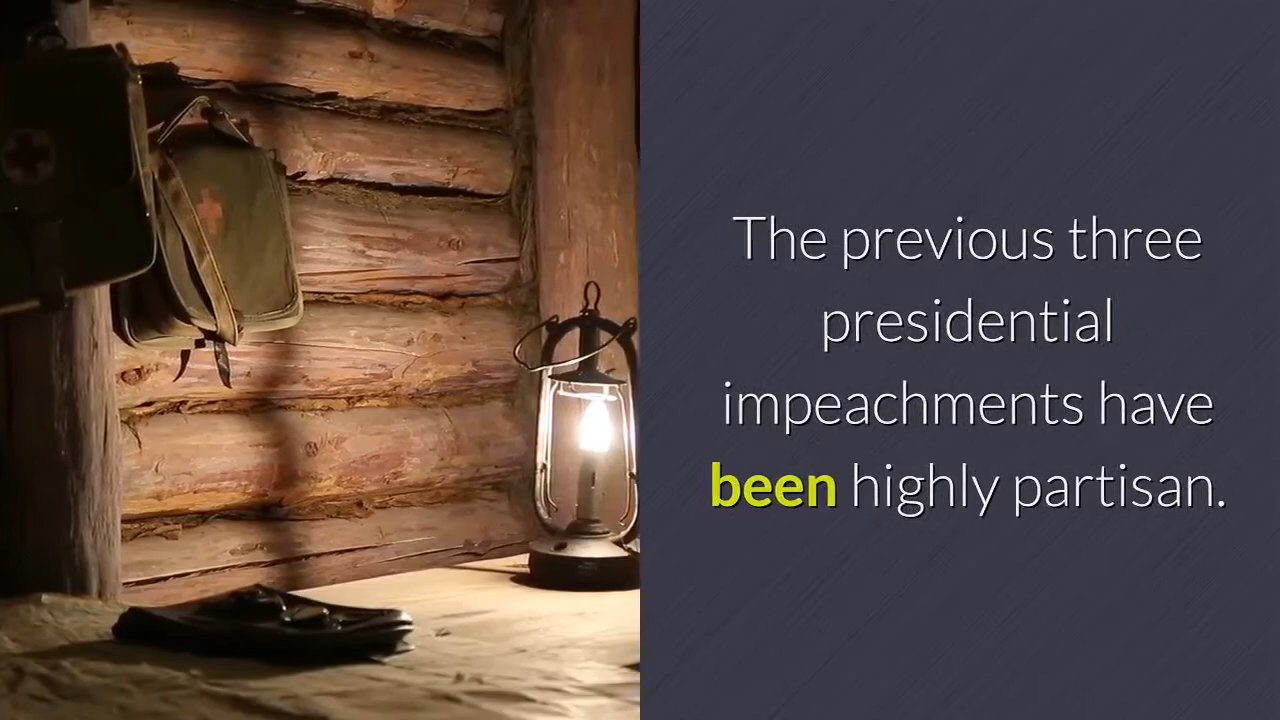 The previous three
presidential
impeachments have
been highly partisan.